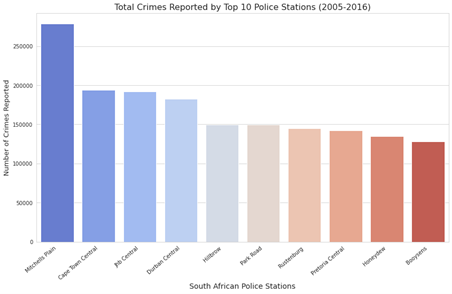 Total Crimes Reported by Top 10 Police Stations (2005-2016)
Number of Crimes Reported
250000
200000
150000
100000
50000
0
Mitchells Plain
Cape Town Central
Jhb Central
Durban Central
Hillbrow
Park Road
Rustenburg
Pretoria Central
Honeydew
Booysens
South African Police Stations